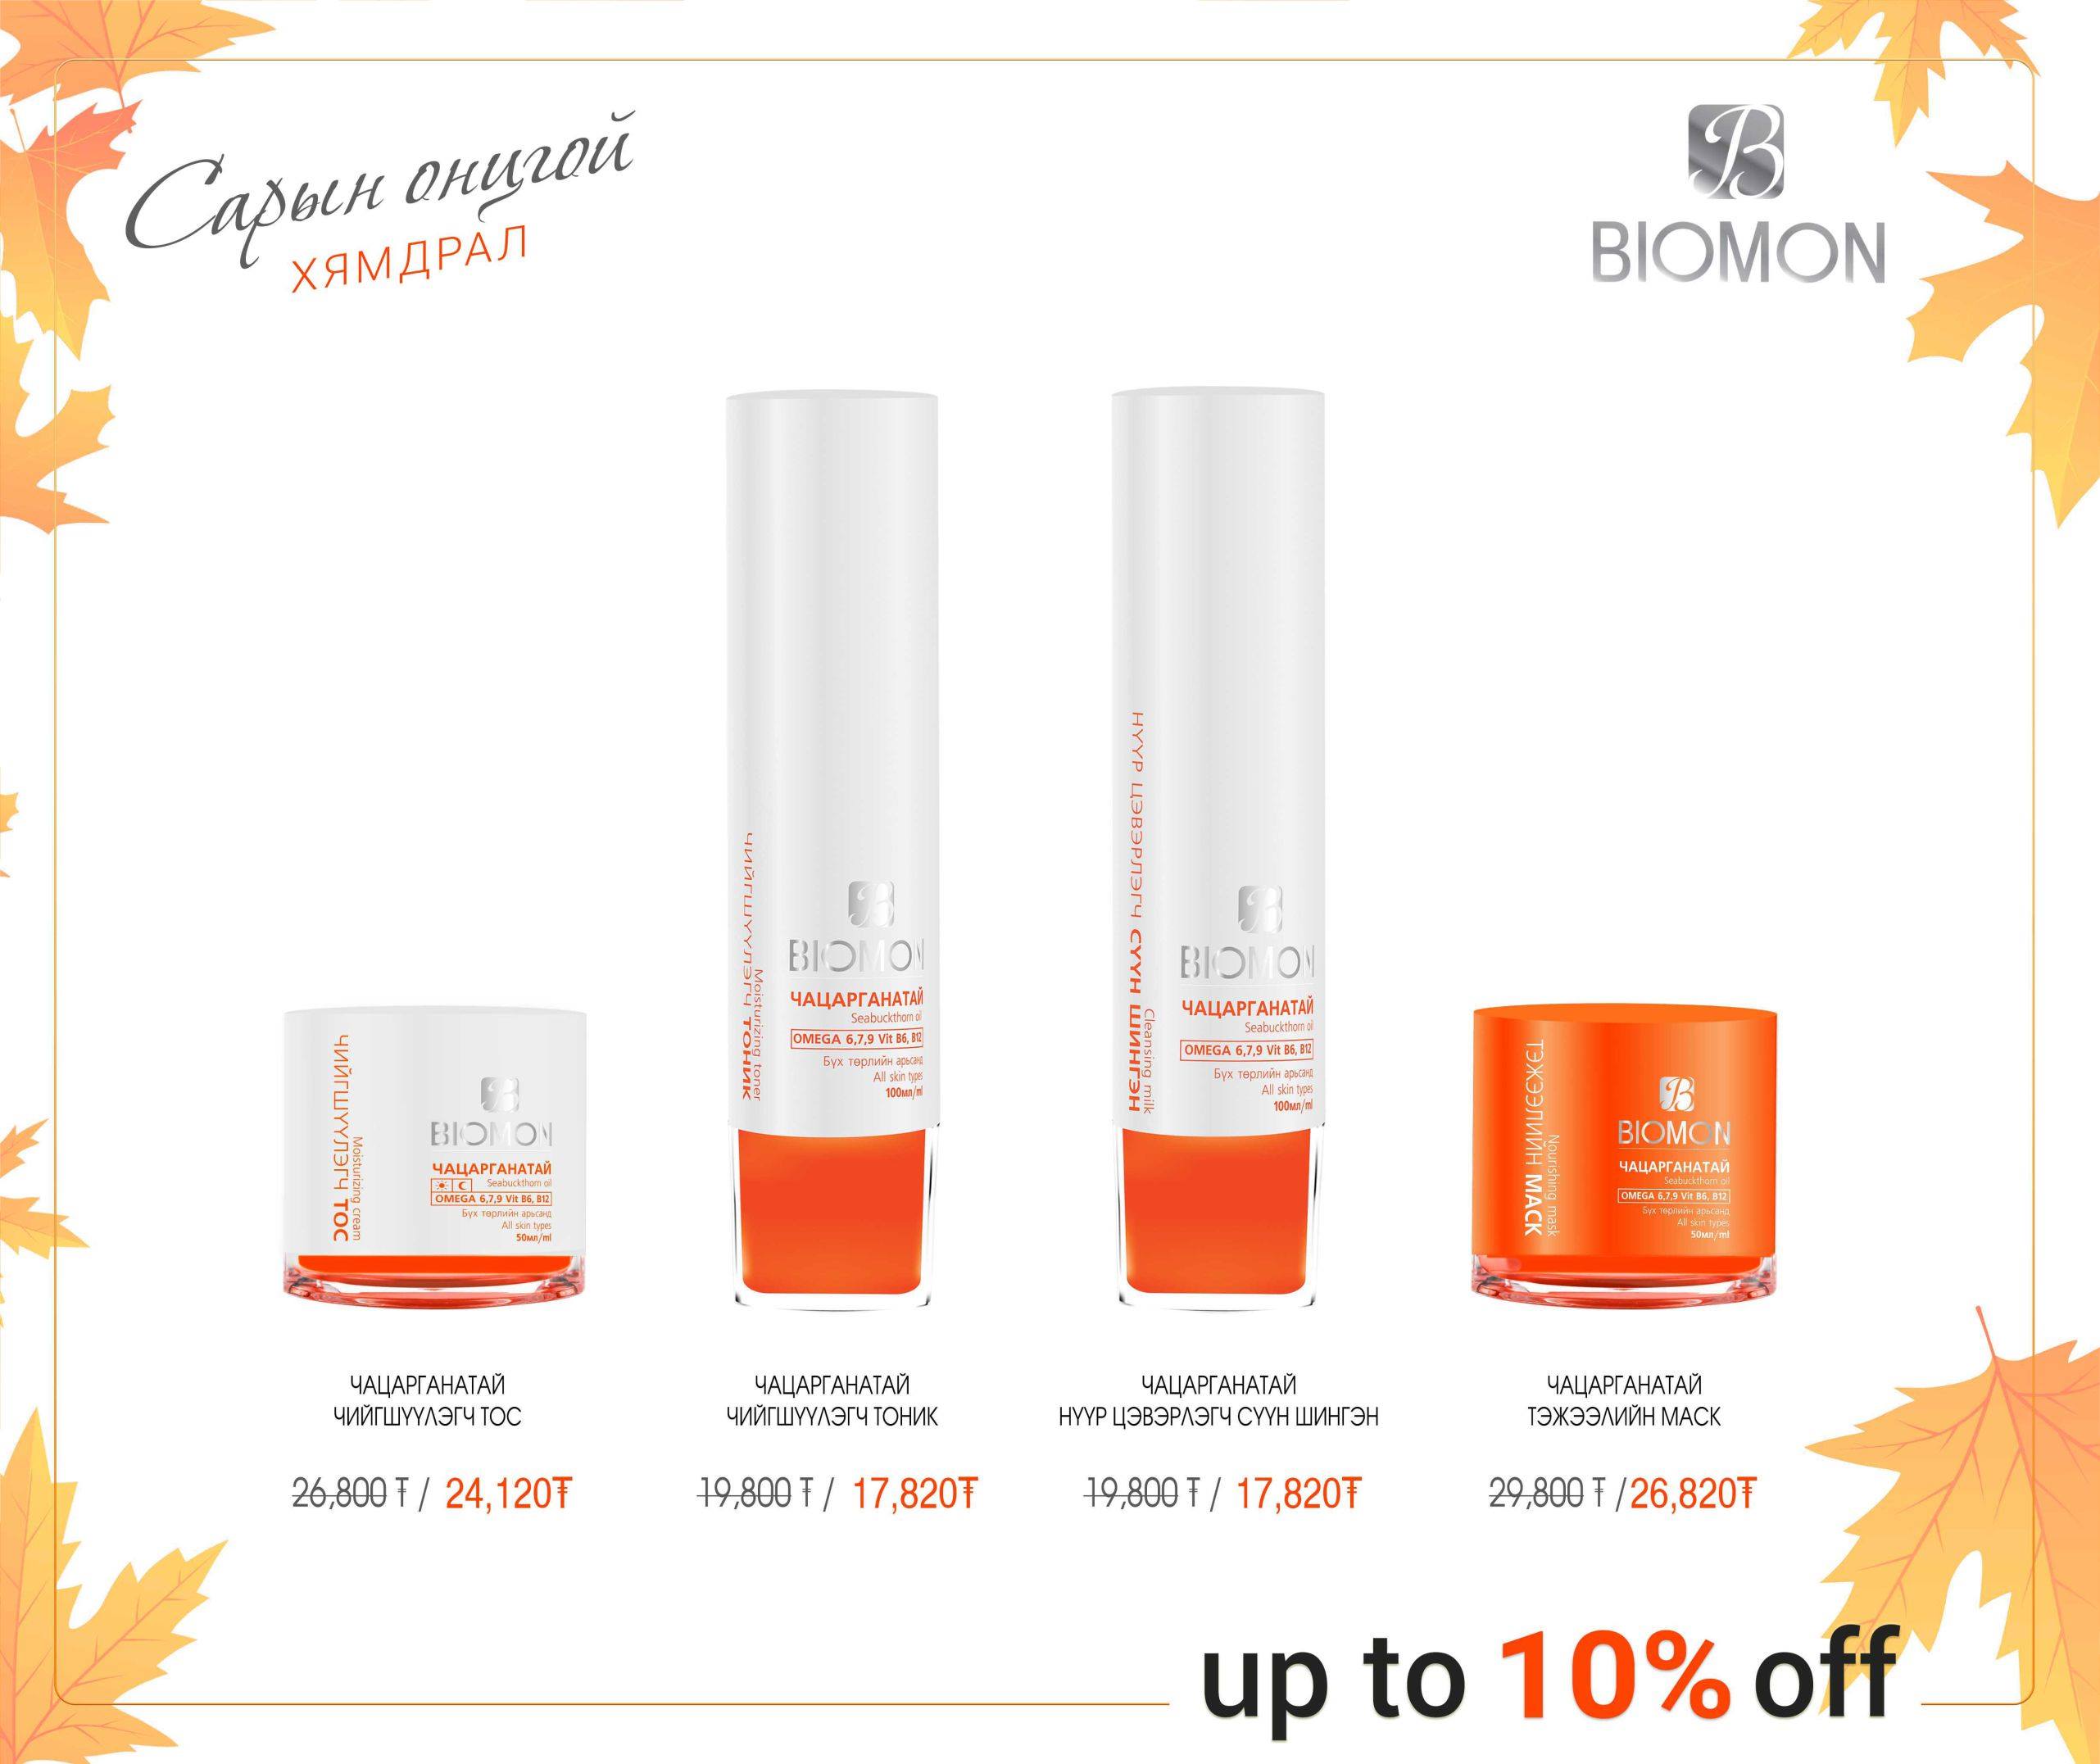 Сарын онцгой
ХЯМДРАЛ
B
BIOMON
ЧИЙГШҮҮЛЭГЧ ТОС
Moisturizing cream
B
BIOMON
ЧАЦАРГАНАТАЙ
Seabuckthorn oil
OMEGA 6,7,9 Vit B6, B12
Бүх төрлийн арьсанд
All skin types
50мл/ml
ЧИЙГШҮҮЛЭГЧ ТОНИК
Moisturizing toner
B
BIOMON
ЧАЦАРГАНАТАЙ
Seabuckthorn oil
OMEGA 6,7,9 Vit B6, B12
Бүх төрлийн арьсанд
All skin types
100мл/ml
НҮҮР ЦЭВЭРЛЭГЧ СҮҮН ШИНГЭН
Cleansing milk
B
BIOMON
ЧАЦАРГАНАТАЙ
Seabuckthorn oil
OMEGA 6,7,9 Vit B6, B12
Бүх төрлийн арьсанд
All skin types
100мл/ml
ТЭЖЭЭЛИЙН МАСК
Nourishing mask
B
BIOMON
ЧАЦАРГАНАТАЙ
Seabuckthorn oil
OMEGA 6,7,9 Vit B6, B12
Бүх төрлийн арьсанд
All skin types
50мл/ml
ЧАЦАРГАНАТАЙ
ЧИЙГШҮҮЛЭГЧ ТОС
26,800 ₮ / 24,120₮
ЧАЦАРГАНАТАЙ
ЧИЙГШҮҮЛЭГЧ ТОНИК
19,800 ₮ / 17,820₮
ЧАЦАРГАНАТАЙ
НҮҮР ЦЭВЭРЛЭГЧ СҮҮН ШИНГЭН
19,800 ₮ / 17,820₮
ЧАЦАРГАНАТАЙ
ТЭЖЭЭЛИЙН МАСК
29,800 ₮ /26,820₮
up to 10% off